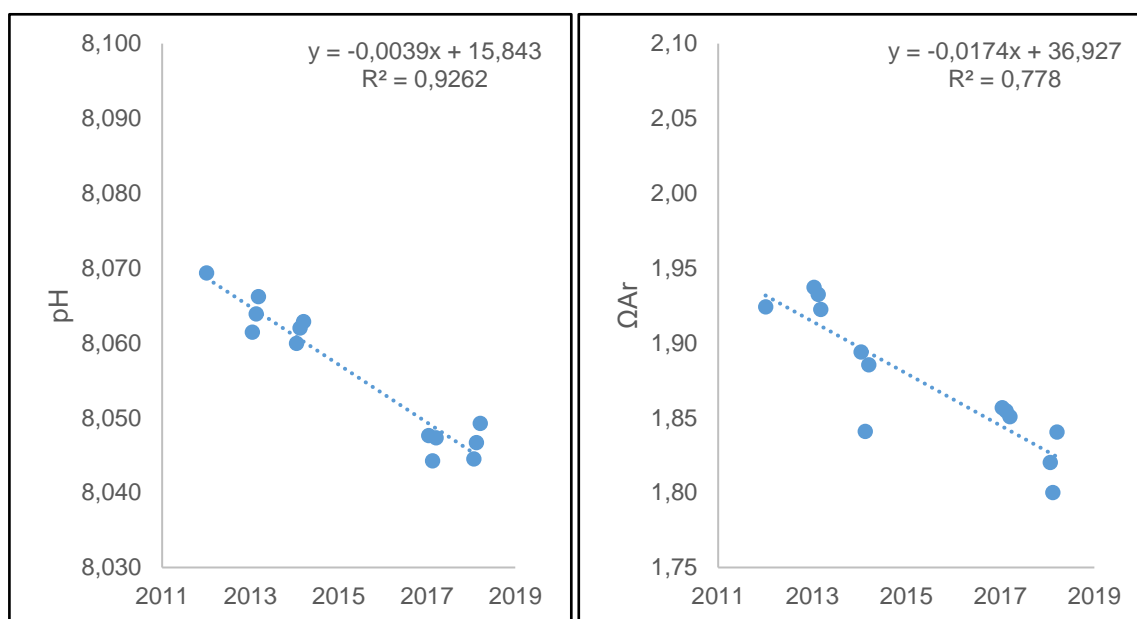 y = -0,0039x + 15,843
R² = 0,9262
8,100
8,090
8,080
8,070
8,060
8,050
8,040
8,030
pH
2011 2013 2015 2017 2019
y = -0,0174x + 36,927
R² = 0,778
2,10
2,05
2,00
1,95
1,90
1,85
1,80
1,75
ΩAr
2011 2013 2015 2017 2019